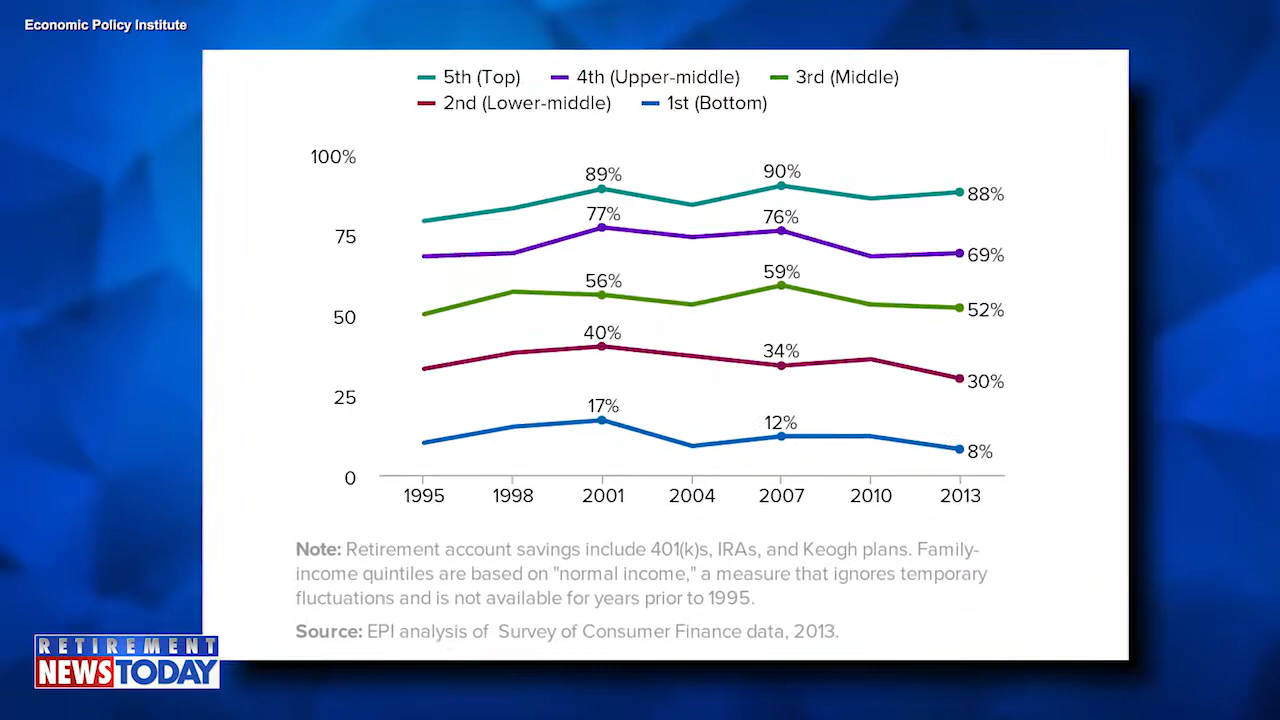 Economic Policy Institute
5th (Top) 4th (Upper-middle) 3rd (Middle)
2nd (Lower-middle) 1st (Bottom)
100%
89%
90%
88%
77%
76%
75
69%
56%
59%
52%
50
40%
34%
30%
25
17%
12%
8%
0
1995 1998 2001 2004 2007 2010 2013
Note: Retirement account savings include 401(k)s, IRAs, and Keogh plans. Family-
income quintiles are based on "normal income," a measure that ignores temporary
fluctuations and is not available for years prior to 1995.
Source: EPI analysis of Survey of Consumer Finance data, 2013.
RETIREMENT
NEWS TODAY